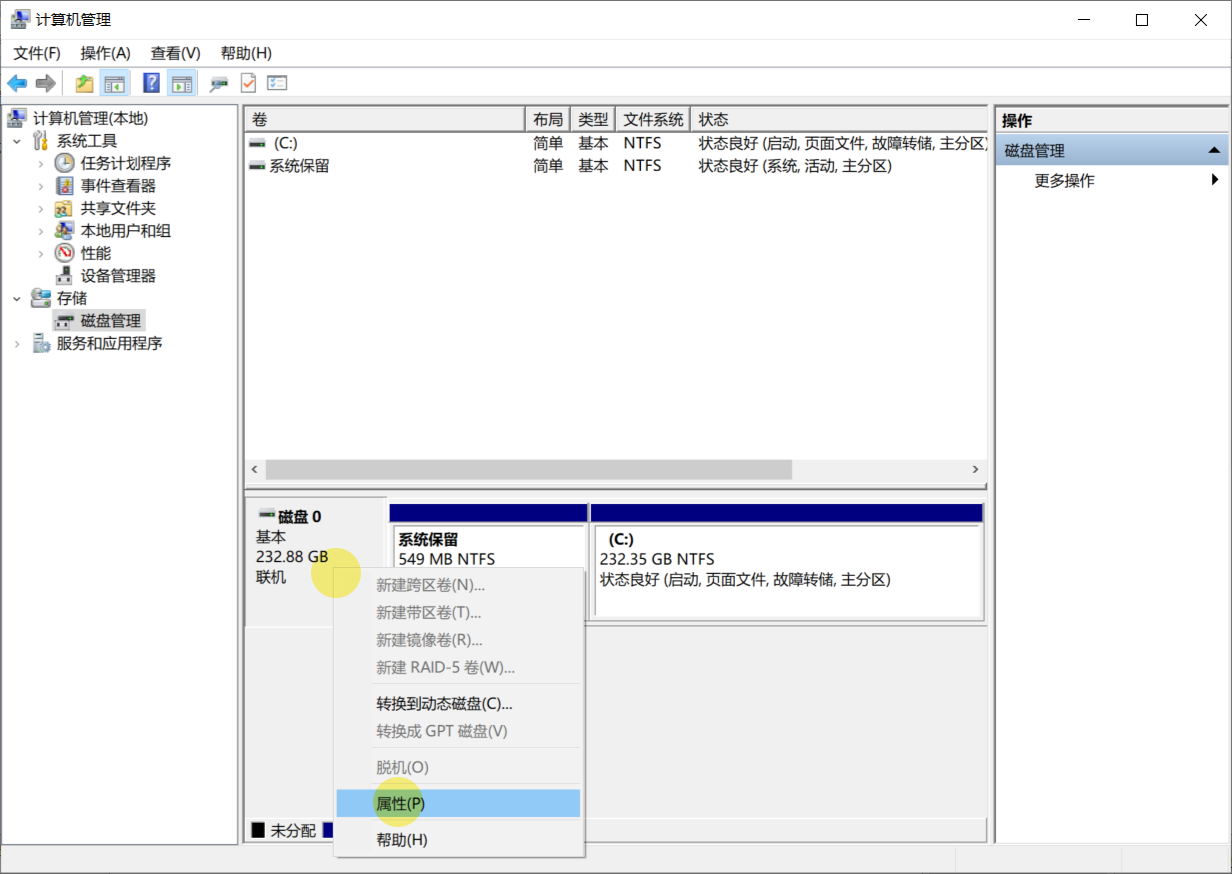 计算机管理
文件(F) 操作(A) 查看(V) 帮助(H)
计算机管理(本地)
系统工具
任务计划程序
事件查看器
共享文件夹
本地用户和组
性能
设备管理器
存储
磁盘管理
服务和应用程序
卷 布局 类型 文件系统 状态
(C:) 简单 基本 NTFS 状态良好 (启动, 页面文件, 故障转储, 主分区)
系统保留 简单 基本 NTFS 状态良好 (系统, 活动, 主分区)
操作
磁盘管理
更多操作
磁盘 0
基本
232.88 GB
联机
系统保留
549 MB NTFS
(C:)
232.35 GB NTFS
状态良好 (启动, 页面文件, 故障转储, 主分区)
新建跨区卷(N)...
新建带区卷(T)...
新建镜像卷(R)...
新建 RAID-5 卷(W)...
转换到动态磁盘(C)...
转换成 GPT 磁盘(V)
脱机(O)
属性(P)
帮助(H)
未分配